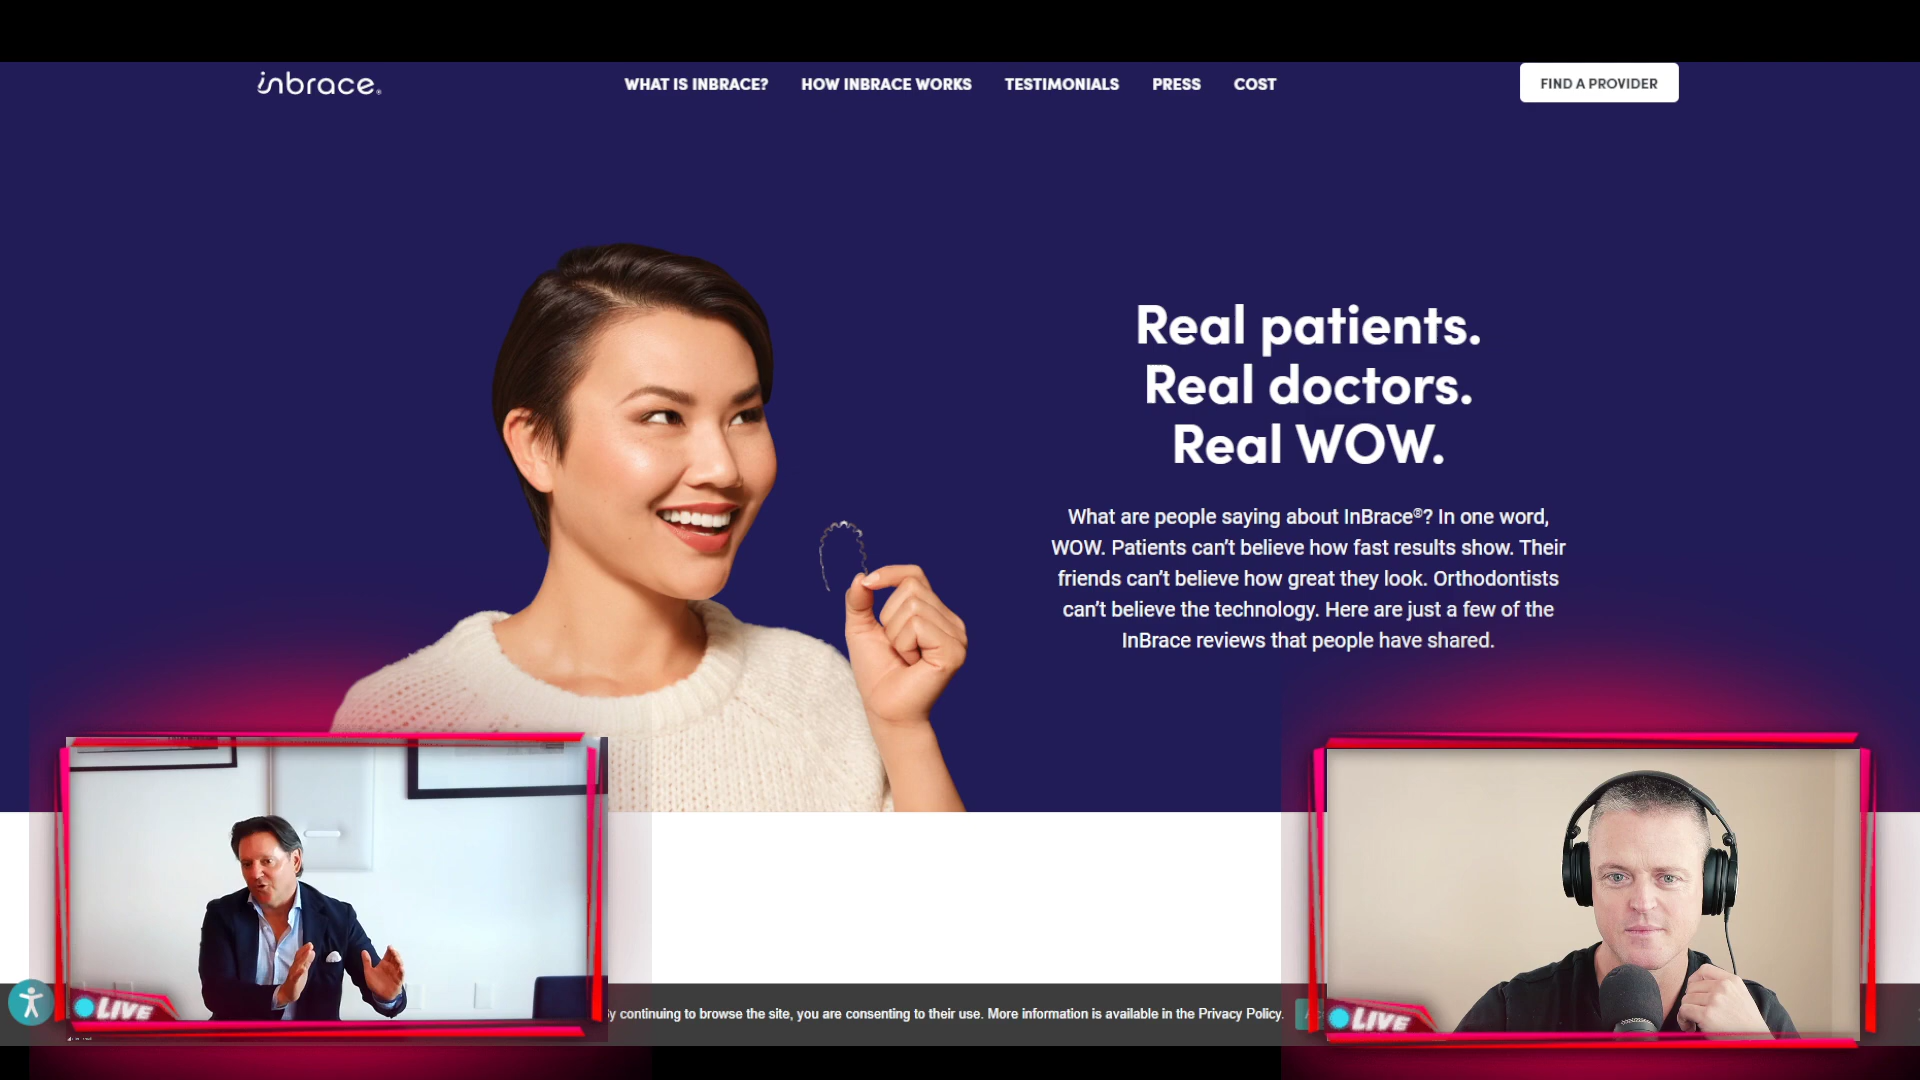 inbrace®
WHAT IS INBRACE? HOW INBRACE WORKS TESTIMONIALS PRESS COST
FIND A PROVIDER
Real patients.
Real doctors.
Real WOW.
What are people saying about InBrace®? In one word,
WOW. Patients can’t believe how fast results show. Their
friends can’t believe how great they look. Orthodontists
can’t believe the technology. Here are just a few of the
InBrace reviews that people have shared.
continuing to browse the site, you are consenting to their use. More information is available in the Privacy Policy.
LIVE
LIVE